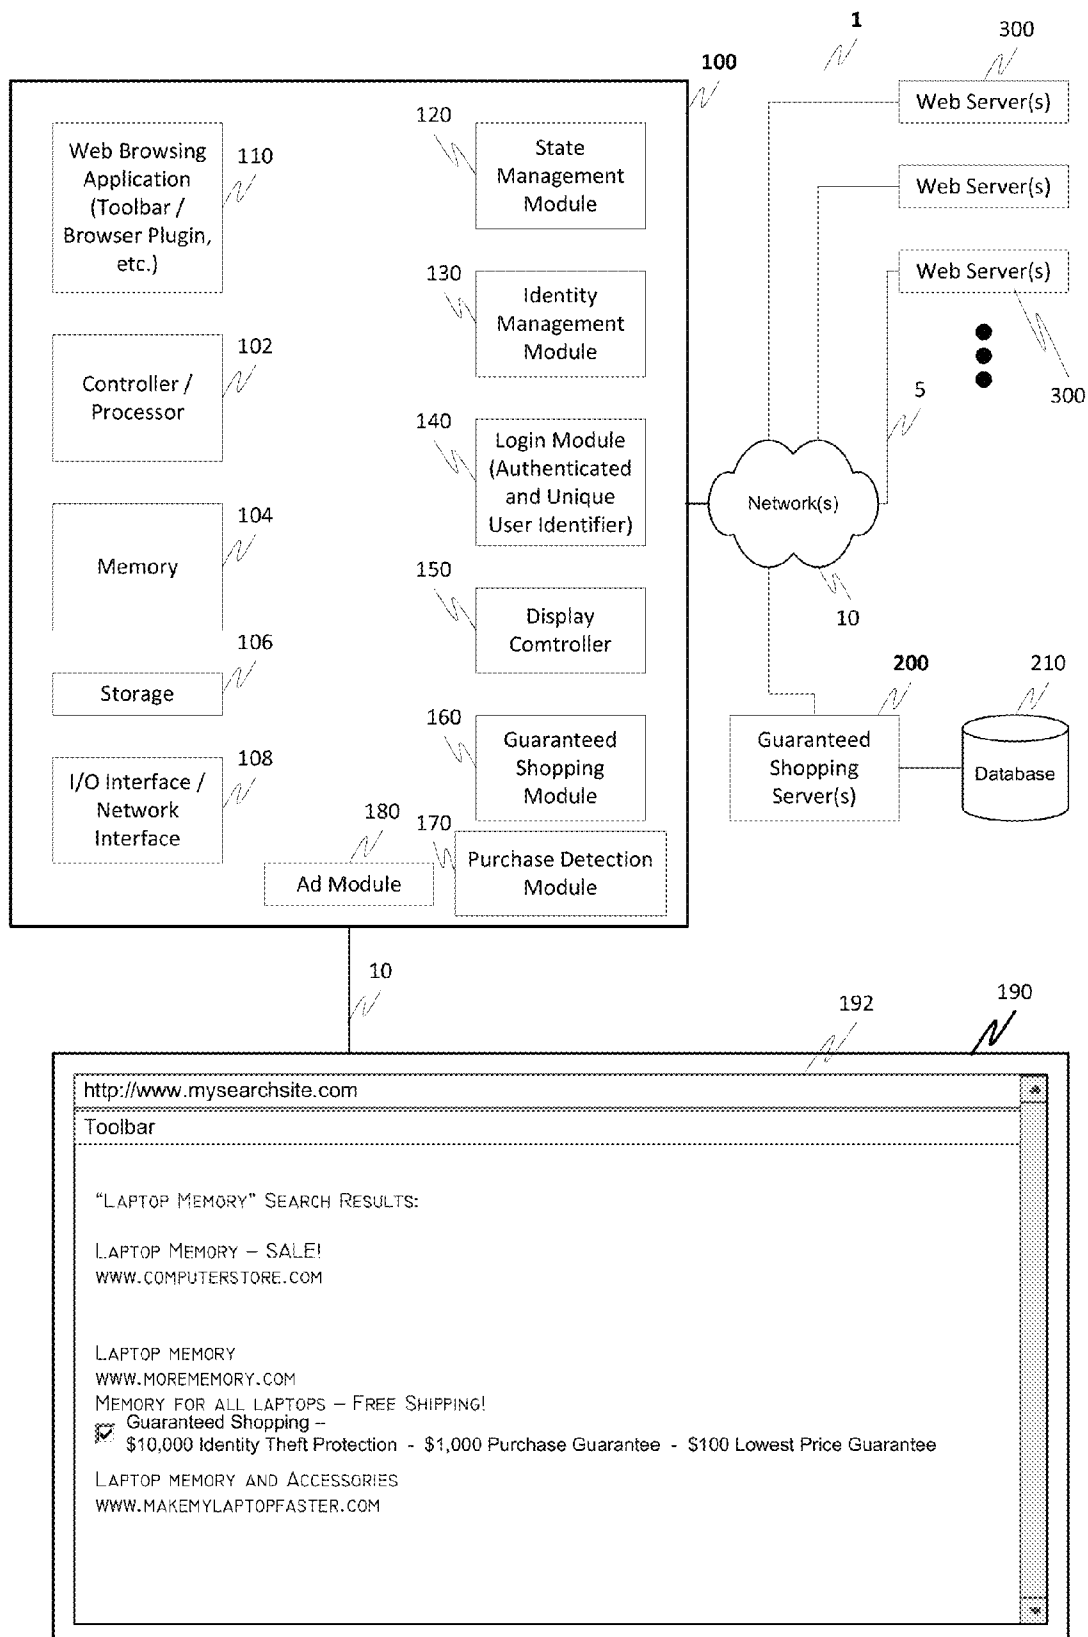 1
300
100
Web Server(s)
120
Web Browsing
Application
(Toolbar /
Browser Plugin,
etc.)
110
State
Management
Module
Web Server(s)
130
Identity
Management
Module
Web Server(s)
300
102
Controller /
Processor
5
140
Login Module
(Authenticated
and Unique
User Identifier)
Network(s)
104
Memory
150
Display
Comtroller
10
106
Storage
200
210
160
Guaranteed
Shopping
Module
Guaranteed
Shopping
Server(s)
Database
108
I/O Interface /
Network
Interface
180
170
Ad Module
Purchase Detection
Module
10
192
190
http://www.mysearchsite.com
Toolbar
“LAPTOP MEMORY” SEARCH RESULTS:
LAPTOP MEMORY – SALE!
WWW.COMPUTERSTORE.COM
LAPTOP MEMORY
WWW.MOREMEMORY.COM
MEMORY FOR ALL LAPTOPS – FREE SHIPPING!
Guaranteed Shopping –
$10,000 Identity Theft Protection - $1,000 Purchase Guarantee - $100 Lowest Price Guarantee
LAPTOP MEMORY AND ACCESSORIES
WWW.MAKEMYLAPTOPFASTER.COM